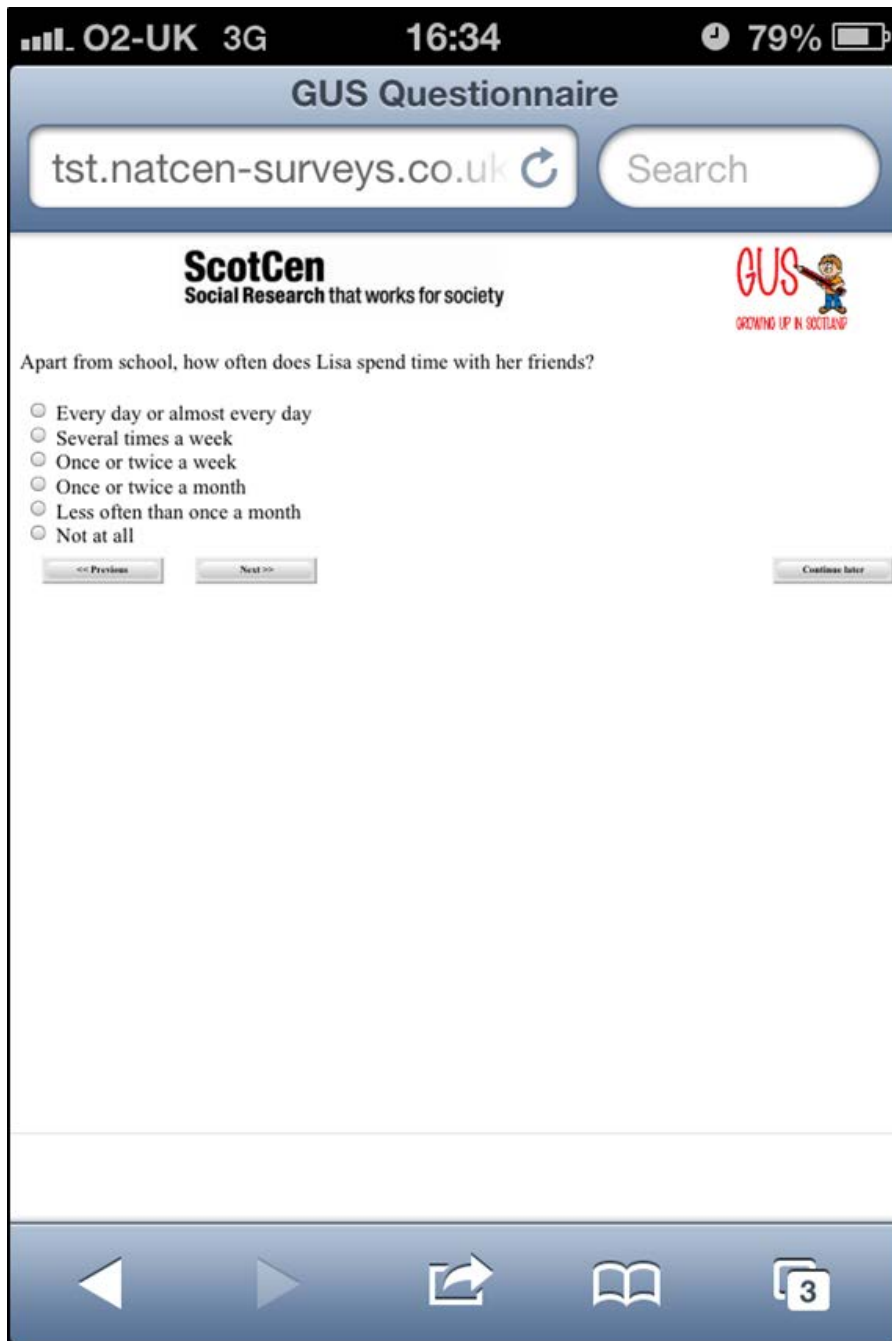 O2-UK 3G 16:34 79%
GUS Questionnaire
tst.natcen-surveys.co.uk Search
ScotCen
Social Research that works for society
GUS
GROWING UP IN SCOTLAND
Apart from school, how often does Lisa spend time with her friends?
Every day or almost every day
Several times a week
Once or twice a week
Once or twice a month
Less often than once a month
Not at all
<< Previous Next >> Continue later
3